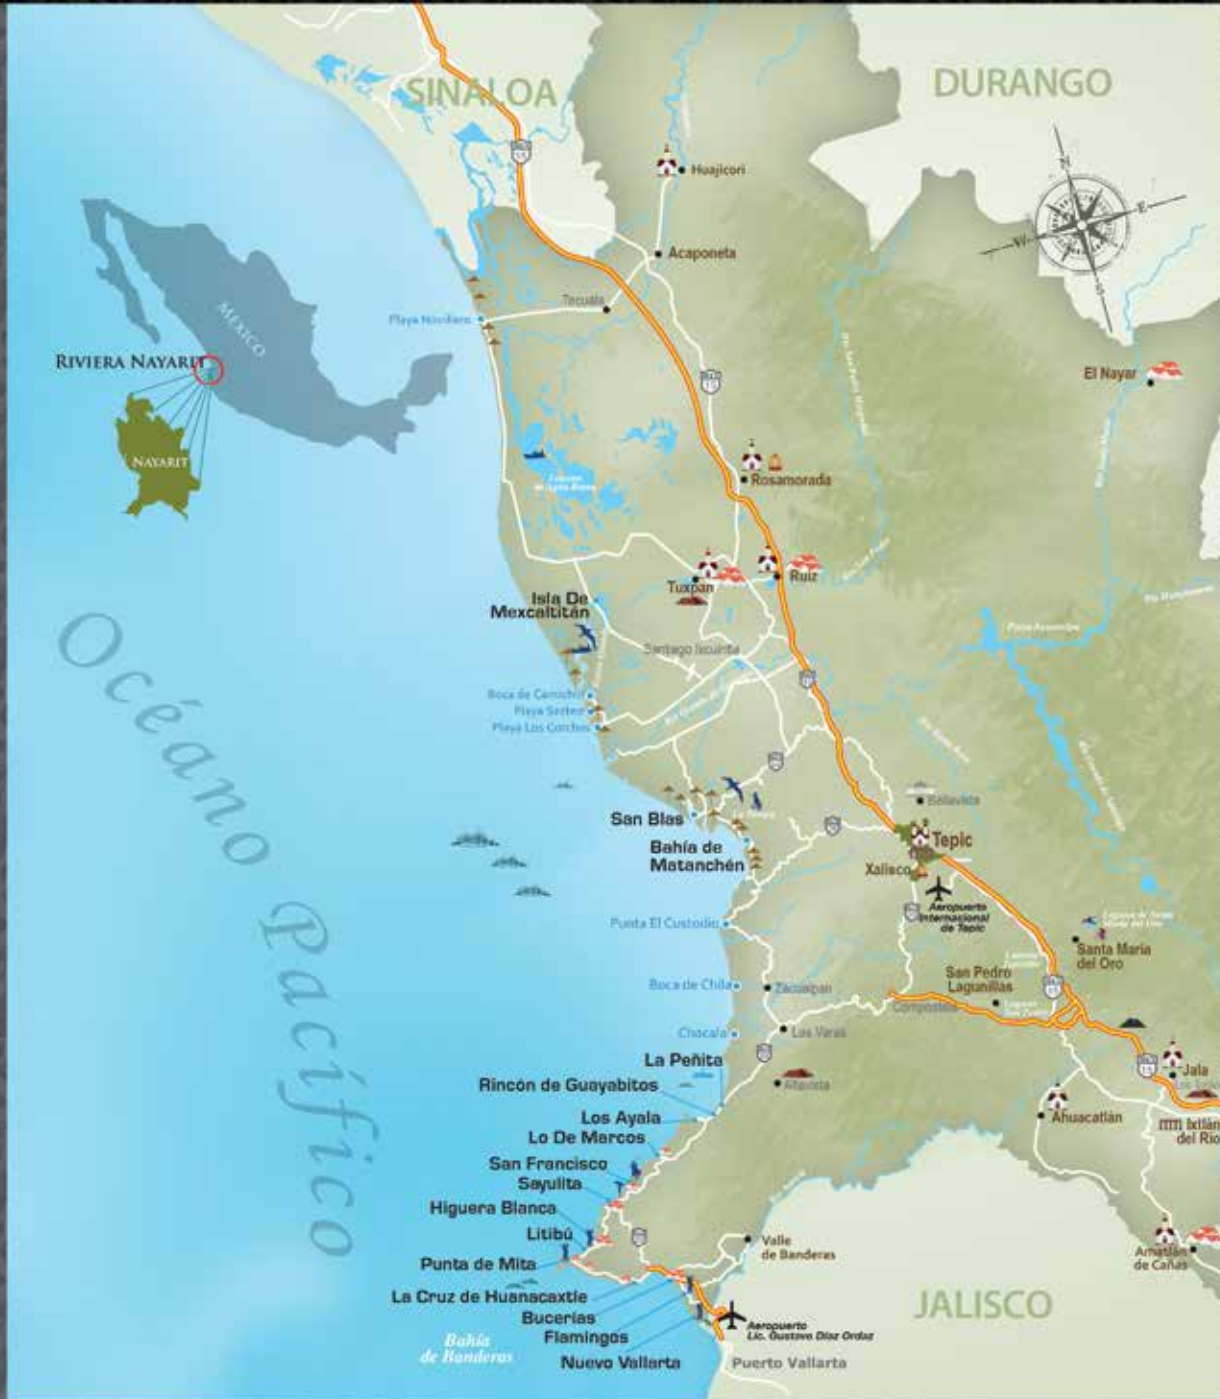 SINALOA
DURANGO
N
E
W
S
Huajicori
Acaponeta
Tecuala
Playa Novillero
MEXICO
RIVIERA NAYARIT
NAYARIT
El Nayar
Rosamorada
Tuxpan
Ruiz
Isla De
Mexcaltitán
Santiago Ixcuintla
Boca de Camichin
Playa Los Corchos
Océano Pacífico
San Blas
Bahía de
Matanchén
Bellavista
Tepic
Xalisco
Aeropuerto
Internacional
de Tepic
Punta El Custodio
Santa María
del Oro
San Pedro
Lagunillas
Boca de Chila
Zacualpan
Compostela
Chacala
Las Varas
La Peñita
Rincón de Guayabitos
Altavista
Jala
Los Ayala
Ahuacatlán
Ixtlán
del Río
Lo De Marcos
San Francisco
Sayulita
Higuera Blanca
Litibú
Punta de Mita
Valle
de Banderas
Amatlán
de Cañas
La Cruz de Huanacaxtle
Bucerías
Flamingos
Nuevo Vallarta
JALISCO
Aeropuerto
Lic. Gustavo Díaz Ordaz
Bahía
de Banderas
Puerto Vallarta